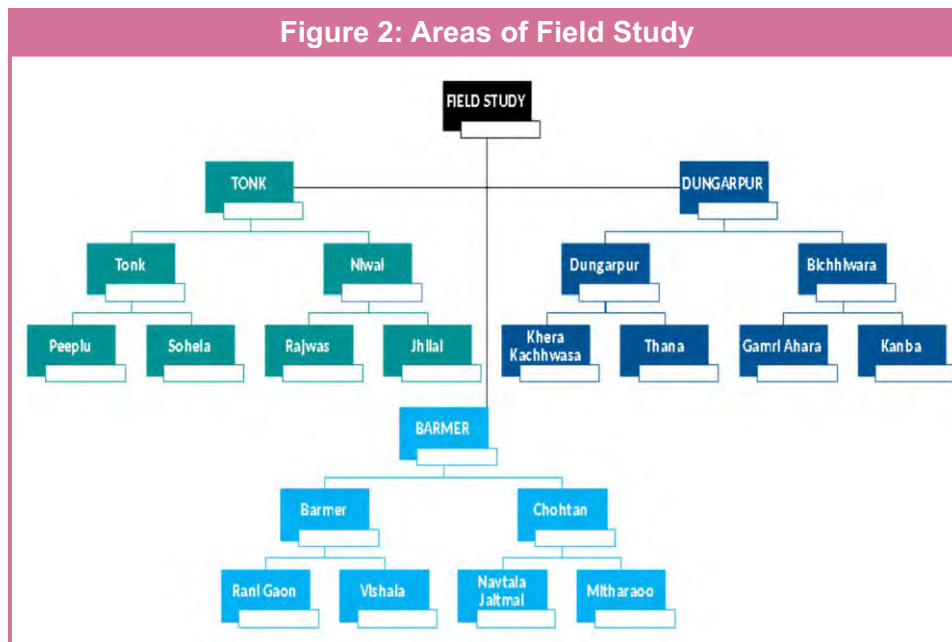 Figure 2: Areas of Field Study
FIELD STUDY
TONK
DUNGARPUR
Tonk
Niwai
Dungarpur
Bichhiwara
Peeplu
Sohela
Rajwas
Jhilai
Khera
Kachhwasa
Thana
Gamri Ahara
Kanba
BARMER
Barmer
Chohtan
Rani Gaon
Vishala
Navtala
Jaitmal
Mitharaoo